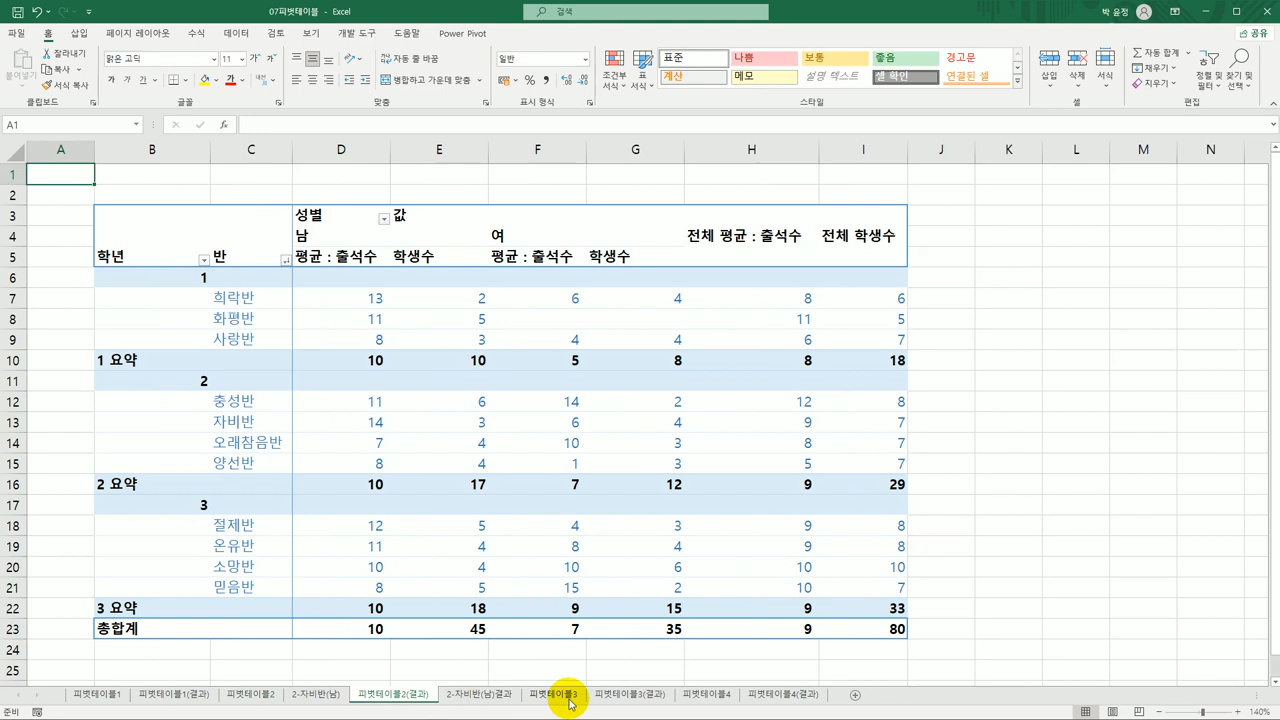 07피벗테이블 - Excel
검색
박 윤정
파일 홈 삽입 페이지 레이아웃 수식 데이터 검토 보기 개발 도구 도움말 Power Pivot 공유
붙여넣기 잘라내기 복사 서식 복사 클립보드
맑은 고딕 11 가 가 가 글꼴
자동 줄 바꿈 병합하고 가운데 맞춤 맞춤
일반 표시 형식
조건부 서식 표 서식
표준 나쁨 보통 좋음 경고문
계산 메모 설명 텍스트 셀 확인 연결된 셀
스타일
삽입 삭제 서식 셀
자동 합계 채우기 지우기 정렬 및 필터 찾기 및 선택 편집
A1 fx
A B C D E F G H I J K L M N
1
2
3 성별 값
4 남 여 전체 평균 : 출석수 전체 학생수
5 학년 반 평균 : 출석수 학생수 평균 : 출석수 학생수
6 1
7 희락반 13 2 6 4 8 6
8 화평반 11 5 11 5
9 사랑반 8 3 4 4 6 7
10 1 요약 10 10 5 8 8 18
11 2
12 충성반 11 6 14 2 12 8
13 자비반 14 3 6 4 9 7
14 오래참음반 7 4 10 3 8 7
15 양선반 8 4 1 3 5 7
16 2 요약 10 17 7 12 9 29
17 3
18 절제반 12 5 4 3 9 8
19 온유반 11 4 8 4 9 8
20 소망반 10 4 10 6 10 10
21 믿음반 8 5 15 2 10 7
22 3 요약 10 18 9 15 9 33
23 총합계 10 45 7 35 9 80
24
25
피벗테이블1 피벗테이블1(결과) 피벗테이블2 2-자비반(남) 피벗테이블2(결과) 2-자비반(남)결과 피벗테이블3 피벗테이블3(결과) 피벗테이블4 피벗테이블4(결과)
준비 140%